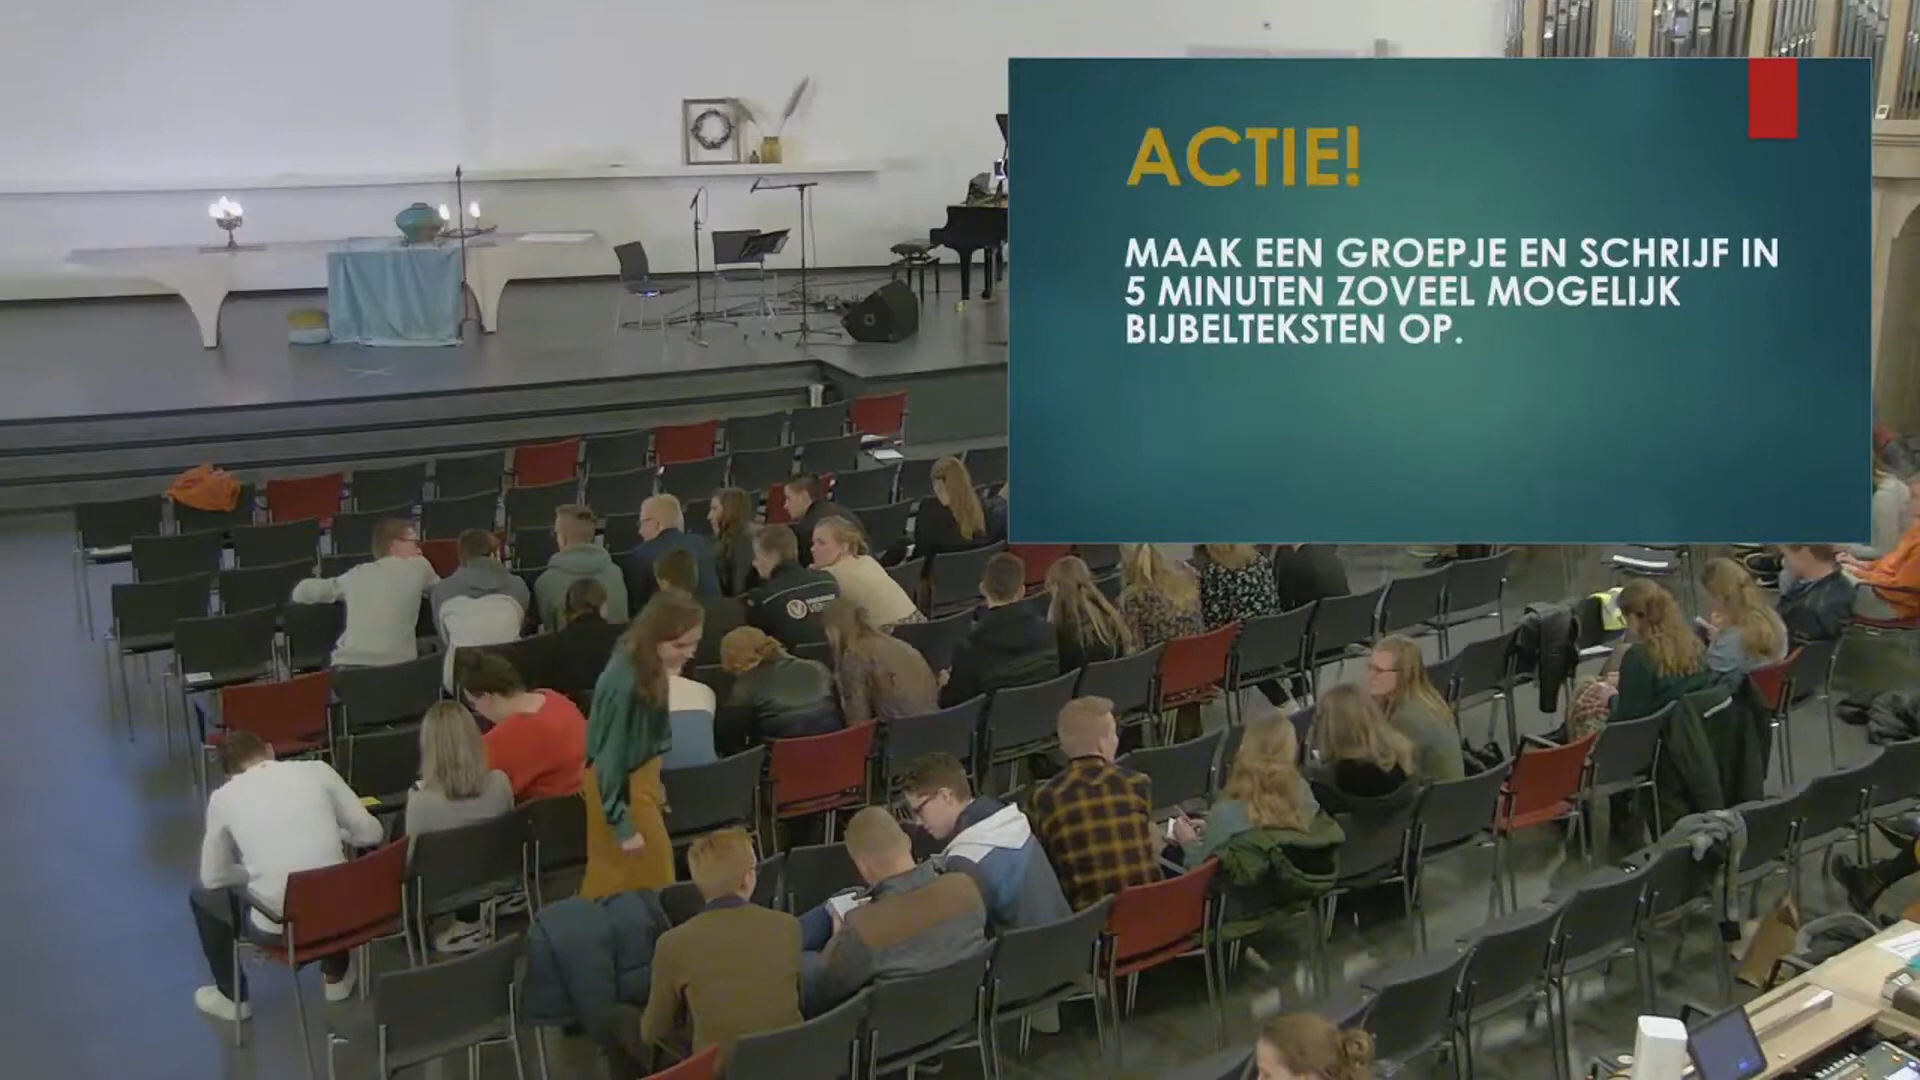 ACTIE!
MAAK EEN GROEPJE EN SCHRIJF IN
5 MINUTEN ZOVEEL MOGELIJK
BIJBELTEKSTEN OP.